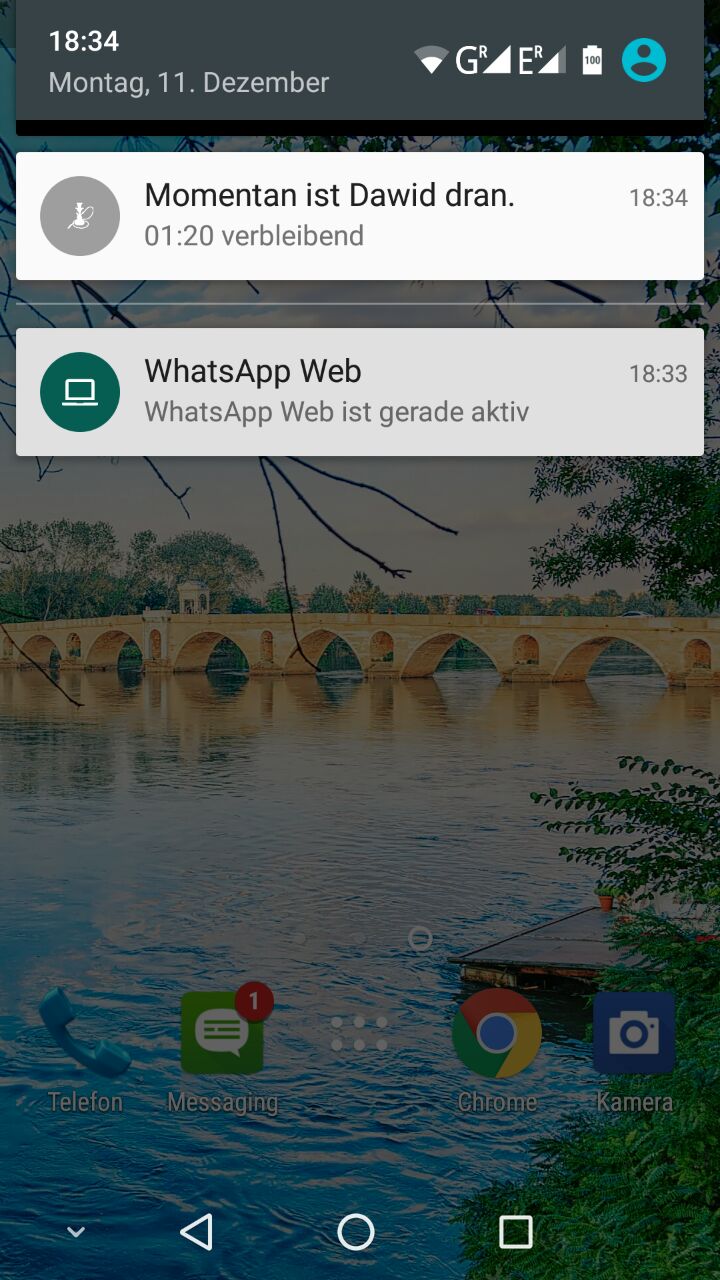 18:34
Montag, 11. Dezember
G R E R 100
Momentan ist Dawid dran. 18:34
01:20 verbleibend
WhatsApp Web 18:33
WhatsApp Web ist gerade aktiv
1
Telefon Messaging Chrome Kamera